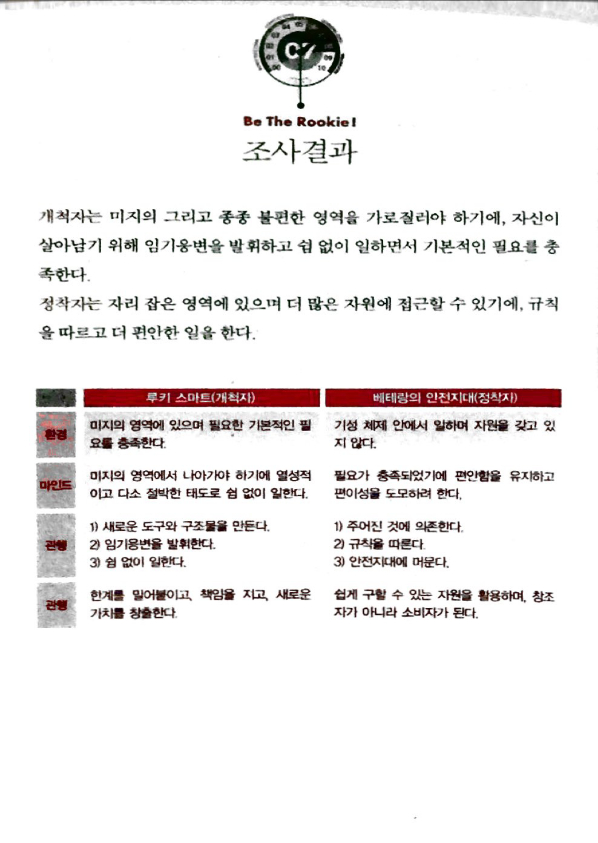 07
Be The Rookie!
조사결과
개척자는 미지의 그리고 종종 불편한 영역을 가로질러야 하기에, 자신이
살아남기 위해 임기응변을 발휘하고 쉼 없이 일하면서 기본적인 필요를 충
족한다.
정착자는 자리 잡은 영역에 있으며 더 많은 자원에 접근할 수 있기에, 규칙
을 따르고 더 편안한 일을 한다.
루키 스마트(개척자) 베테랑의 안전지대(정착자)
환경 미지의 영역에 있으며 필요한 기본적인 필 기성 체제 안에서 일하며 자원을 갖고 있
요를 충족한다. 지 않다.
마인드 미지의 영역에서 나아가야 하기에 열성적 필요가 충족되었기에 편안함을 유지하고
이고 다소 절박한 태도로 쉼 없이 일한다. 편이성을 도모하려 한다.
1) 새로운 도구와 구조물을 만든다. 1) 주어진 것에 의존한다.
관행 2) 임기응변을 발휘한다. 2) 규칙을 따른다.
3) 쉼 없이 일한다. 3) 안전지대에 머문다.
관행 한계를 밀어붙이고, 책임을 지고, 새로운 쉽게 구할 수 있는 자원을 활용하며, 창조
가치를 창출한다. 자가 아니라 소비자가 된다.